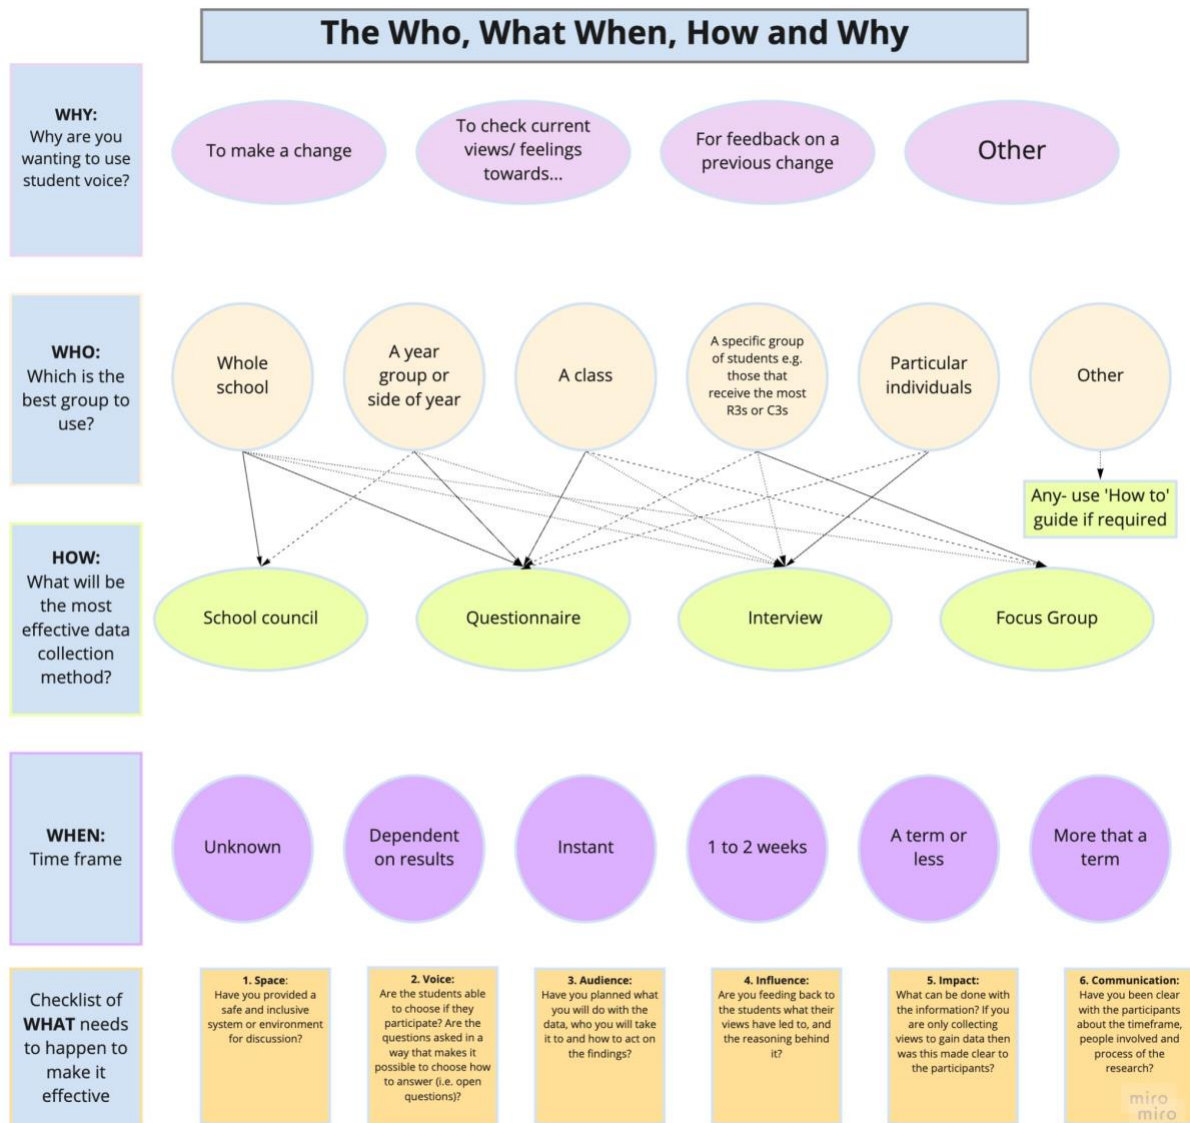 The Who, What When, How and Why
WHY:
Why are you
wanting to use
student voice?
To make a change
To check current
views/ feelings
towards...
For feedback on a
previous change
Other
WHO:
Which is the
best group to
use?
Whole
school
A year
group or
side of year
A class
A specific group
of students e.g.
those that
receive the most
R3s or C3s
Particular
individuals
Other
Any- use 'How to'
guide if required
HOW:
What will be
the most
effective data
collection
method?
School council
Questionnaire
Interview
Focus Group
WHEN:
Time frame
Unknown
Dependent
on results
Instant
1 to 2 weeks
A term or
less
More that a
term
Checklist of
WHAT needs
to happen to
make it
effective
1. Space:
Have you provided a
safe and inclusive
system or environment
for discussion?
2. Voice:
Are the students able
to choose if they
participate? Are the
questions asked in a
way that makes it
possible to choose how
to answer (i.e. open
questions)?
3. Audience:
Have you planned what
you will do with the
data, who you will take
it to and how to act on
the findings?
4. Influence:
Are you feeding back to
the students what their
views have led to, and
the reasoning behind
it?
5. Impact:
What can be done with
the information? If you
are only collecting
views to gain data then
was this made clear to
the participants?
6. Communication:
Have you been clear
with the participants
about the timeframe,
people involved and
process of the
research?
miro
miro